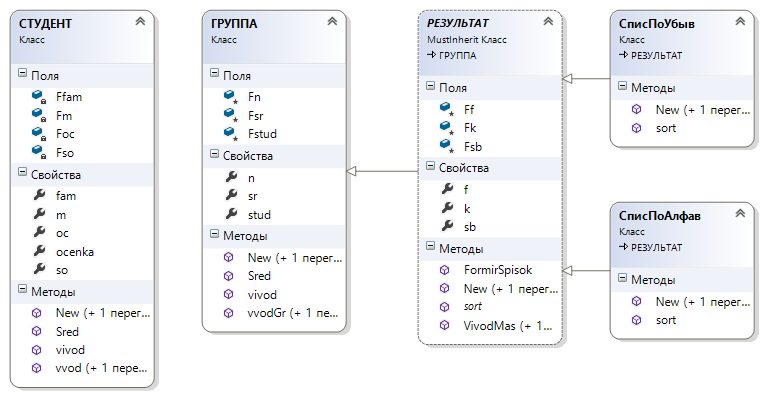 СТУДЕНТ
Класс
Поля
Ffam
Fm
Foc
Fso
Свойства
fam
m
oc
ocenka
so
Методы
New (+ 1 перег...
Sred
vivod
vvod (+ 1 пере...
ГРУППА
Класс
Поля
Fn
Fsr
Fstud
Свойства
n
sr
stud
Методы
New (+ 1 перег...
Sred
vivod
vvodGr (+ 1 пе...
РЕЗУЛЬТАТ
MustInherit Класс
ГРУППА
Поля
Ff
Fk
Fsb
Свойства
f
k
sb
Методы
FormirSpisok
New (+ 1 перег...
sort
VivodMas (+ 1...
СписПоУбыв
Класс
РЕЗУЛЬТАТ
Методы
New (+ 1 перег...
sort
СписПоАлфав
Класс
РЕЗУЛЬТАТ
Методы
New (+ 1 перег...
sort